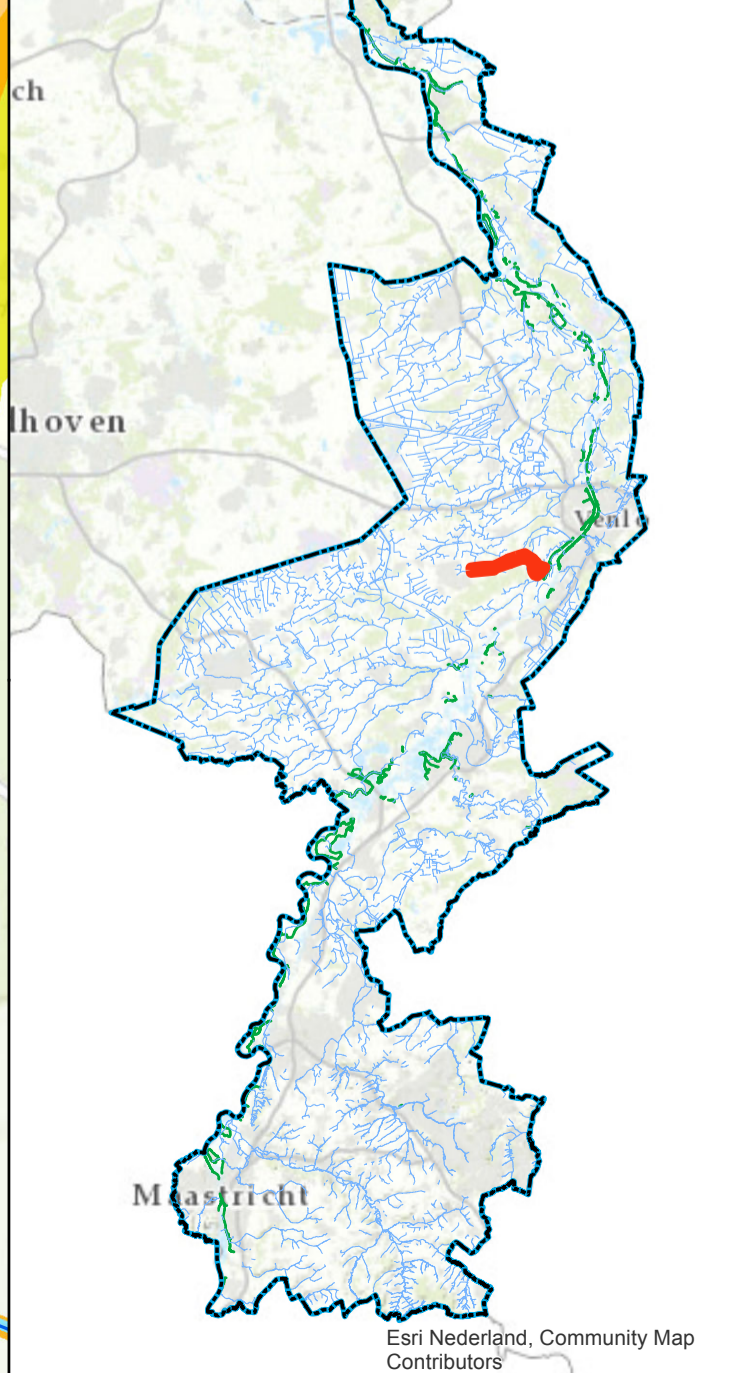 ch
lhoven
Venlo
Maastricht
Esri Nederland, Community Map
Contributors